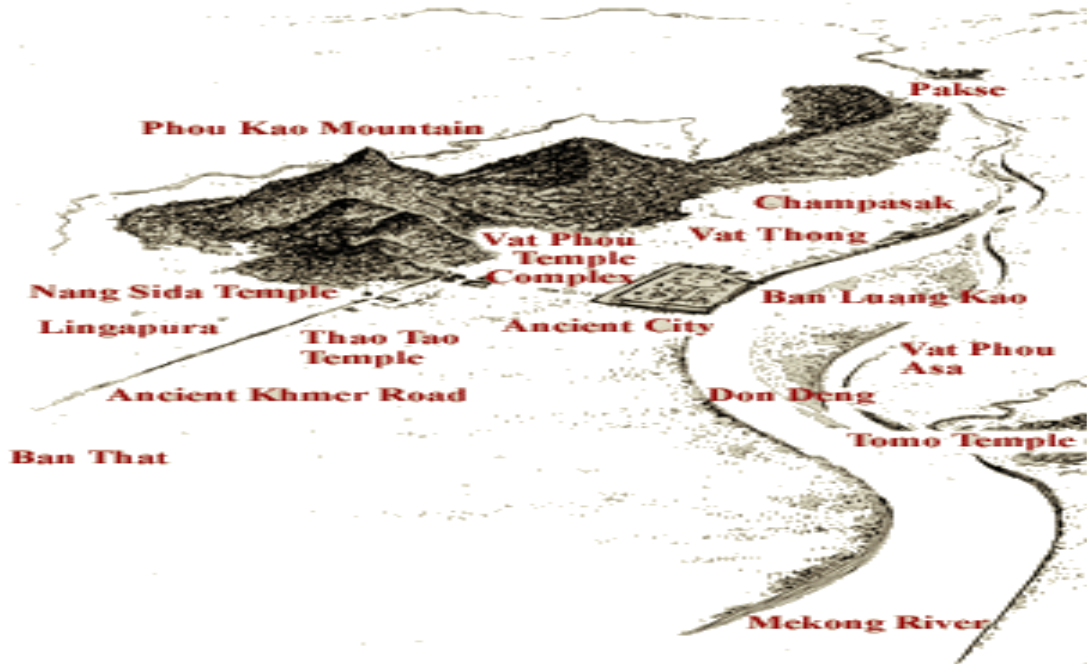 Pakse
Phou Kao Mountain
Champasak
Vat Phou
Temple
Complex
Vat Thong
Nang Sida Temple
Ban Luang Kao
Lingapura
Ancient City
Thao Tao
Temple
Vat Phou
Asa
Ancient Khmer Road
Don Deng
Tomo Temple
Ban That
Mekong River